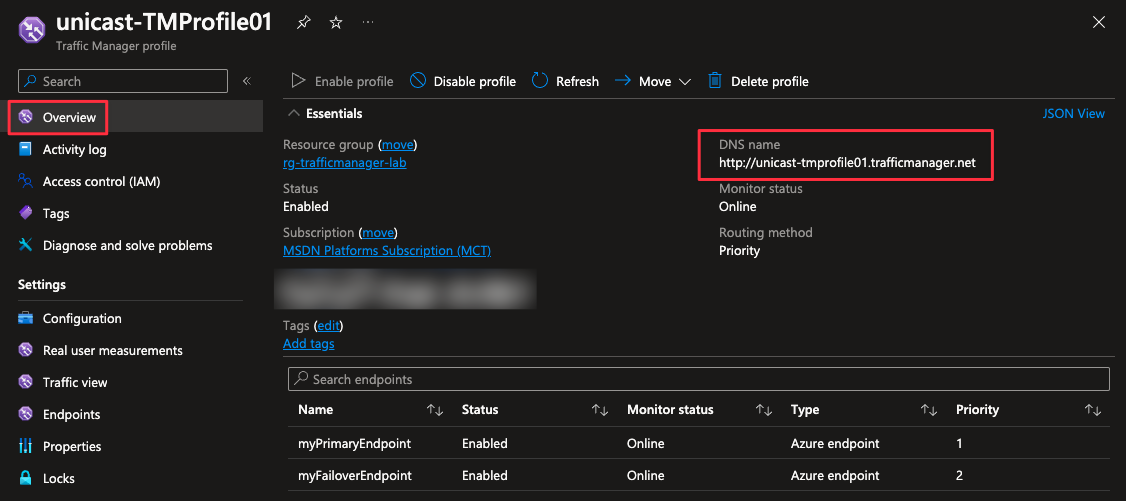 unicast-TMProfile01
Traffic Manager profile
Search
Overview
Activity log
Access control (IAM)
Tags
Diagnose and solve problems
Settings
Configuration
Real user measurements
Traffic view
Endpoints
Properties
Locks
Enable profile Disable profile Refresh Move Delete profile
Essentials JSON View
Resource group (move)
rg-trafficmanager-lab
Status
Enabled
Subscription (move)
MSDN Platforms Subscription (MCT)
DNS name
http://unicast-tmprofile01.trafficmanager.net
Monitor status
Online
Routing method
Priority
Tags (edit)
Add tags
Search endpoints
Name Status Monitor status Type Priority
myPrimaryEndpoint Enabled Online Azure endpoint 1
myFailoverEndpoint Enabled Online Azure endpoint 2